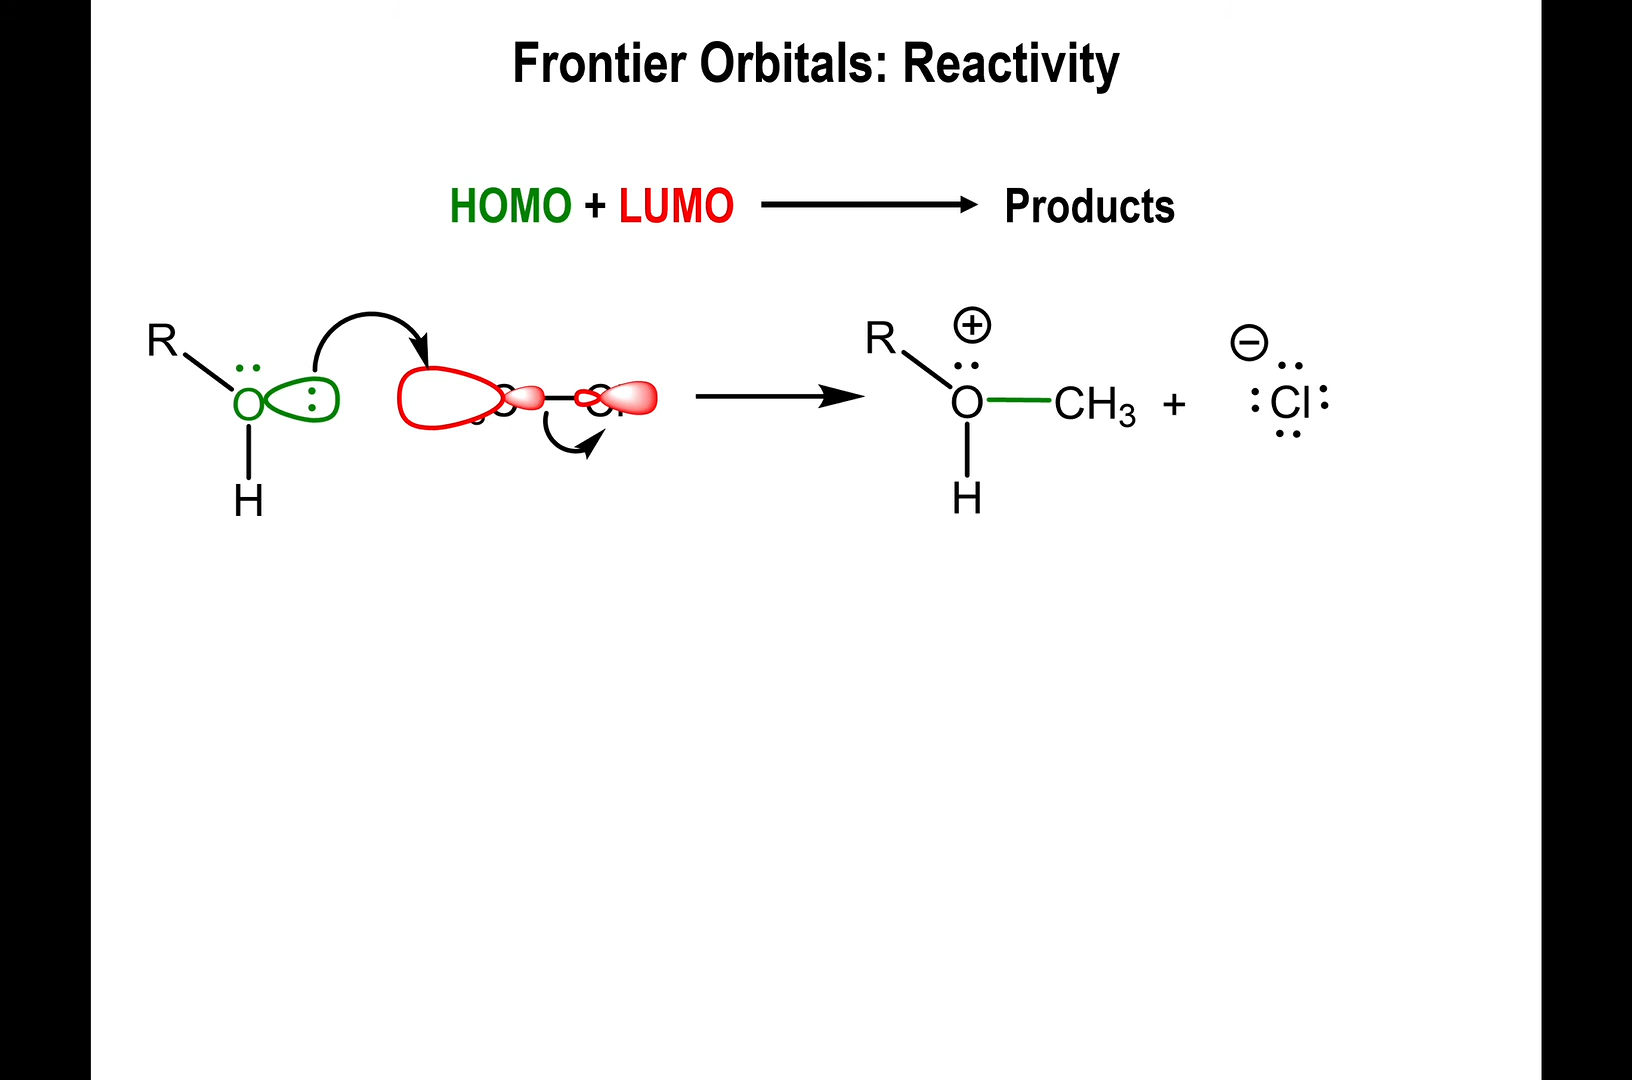 Frontier Orbitals: Reactivity
HOMO + LUMO Products
R O H
R O CH3 + Cl
H